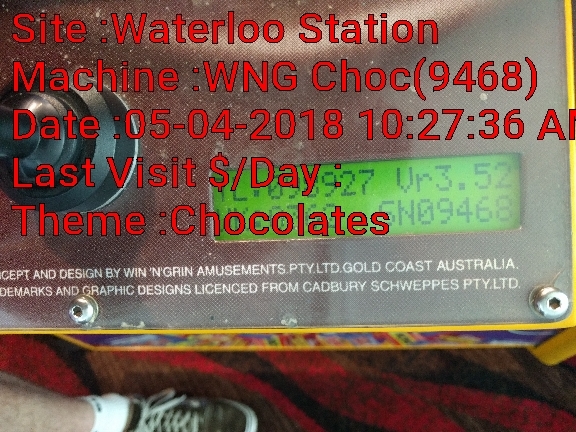 Site :Waterloo Station
Machine :WNG Choc(9468)
Date :05-04-2018 10:27:36 AM
Last Visit $/Day :
Theme :Chocolates
Vr3.52
SN09468
CEPT AND DESIGN BY WIN 'N'GRIN AMUSEMENTS.PTY.LTD.GOLD COAST AUSTRALIA.
DEMARKS AND GRAPHIC DESIGNS LICENCED FROM CADBURY SCHWEPPES PTY.LTD.